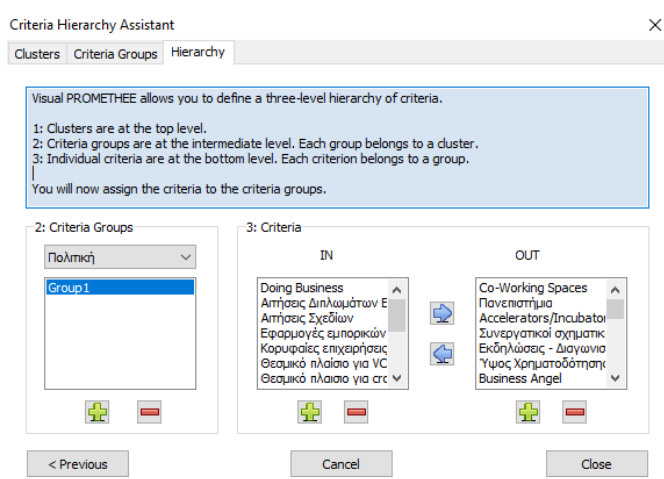 Criteria Hierarchy Assistant
Clusters Criteria Groups Hierarchy
Visual PROMETHEE allows you to define a three-level hierarchy of criteria.
1: Clusters are at the top level.
2: Criteria groups are at the intermediate level. Each group belongs to a cluster.
3: Individual criteria are at the bottom level. Each criterion belongs to a group.
You will now assign the criteria to the criteria groups.
2: Criteria Groups
Πολιτική
Group1
3: Criteria
IN
Doing Business
Αιτήσεις Διπλωμάτων Ε
Αιτήσεις Σχεδίων
Εφαρμογές εμπορικών
Κορυφαίες επιχειρήσεις
Θεσμικό πλαίσιο για VC
Θεσμικό πλαισιο για cro
OUT
Co-Working Spaces
Πανεπιστήμια
Accelerators/Incubator
Συνεργατικοί σχηματικ
Εκδηλώσεις - Διαγωνισ
Ύψος Χρηματοδότηση
Business Angel
< Previous
Cancel
Close